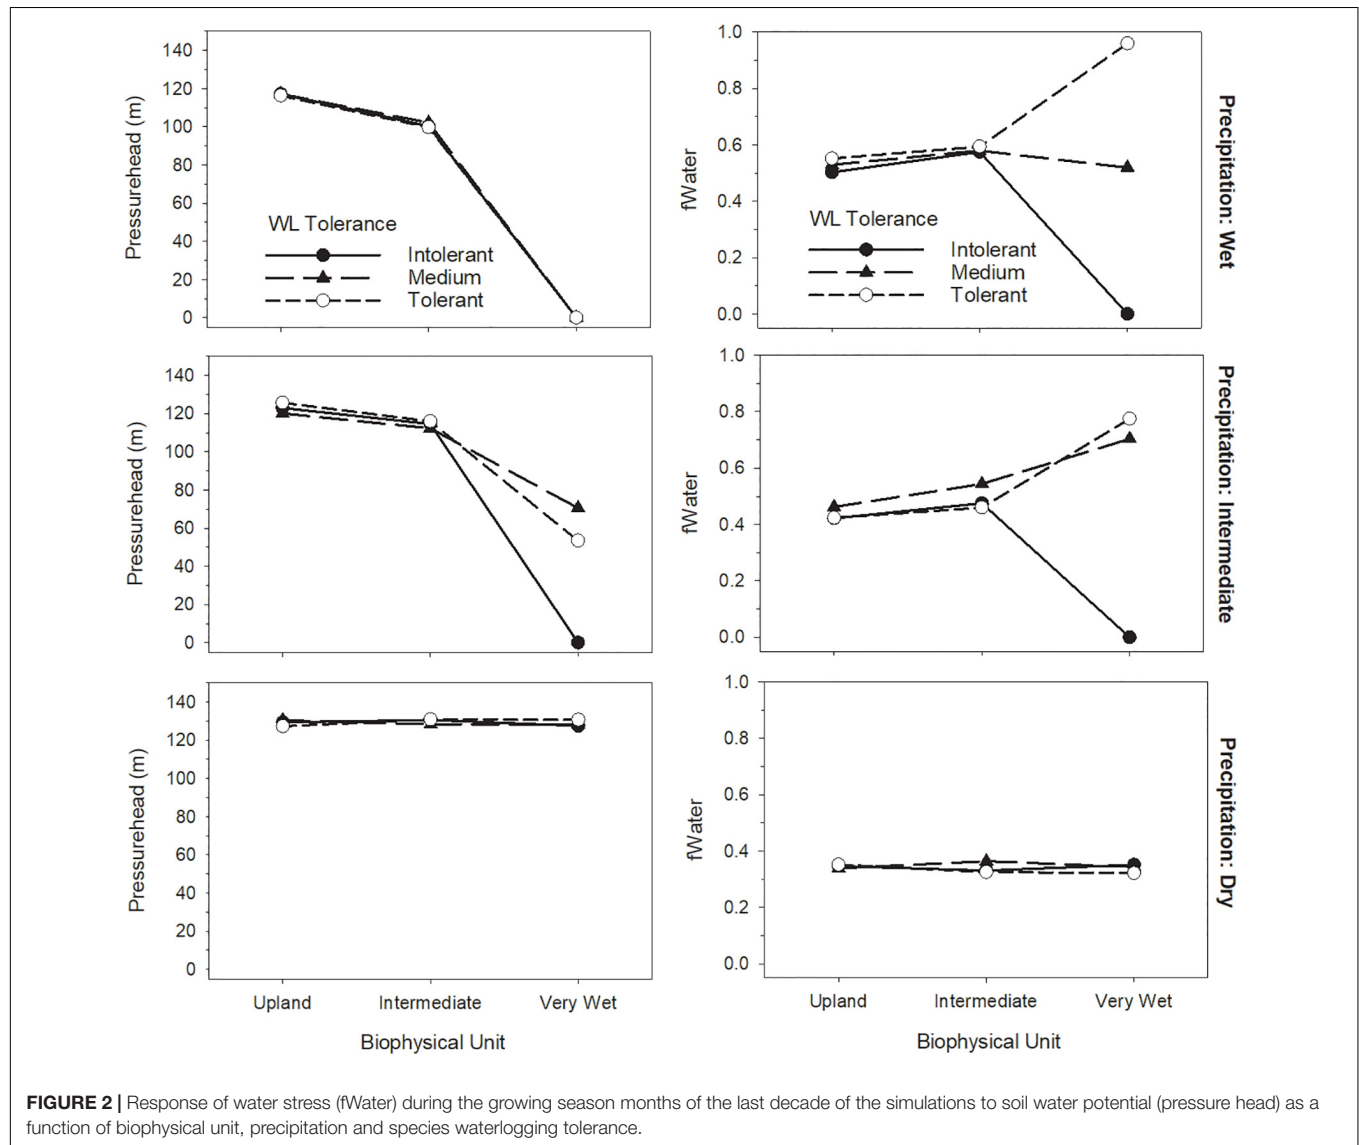 140
120
100
80
60
40
20
0
Pressurehead (m)
WL Tolerance
Intolerant
Medium
Tolerant
1.0
0.8
0.6
0.4
0.2
0.0
fWater
WL Tolerance
Intolerant
Medium
Tolerant
Precipitation: Wet
140
120
100
80
60
40
20
0
Pressurehead (m)
1.0
0.8
0.6
0.4
0.2
0.0
fWater
Precipitation: Intermediate
140
120
100
80
60
40
20
0
Pressurehead (m)
Upland Intermediate Very Wet
Biophysical Unit
1.0
0.8
0.6
0.4
0.2
0.0
fWater
Upland Intermediate Very Wet
Biophysical Unit
Precipitation: Dry
FIGURE 2 | Response of water stress (fWater) during the growing season months of the last decade of the simulations to soil water potential (pressure head) as a
function of biophysical unit, precipitation and species waterlogging tolerance.